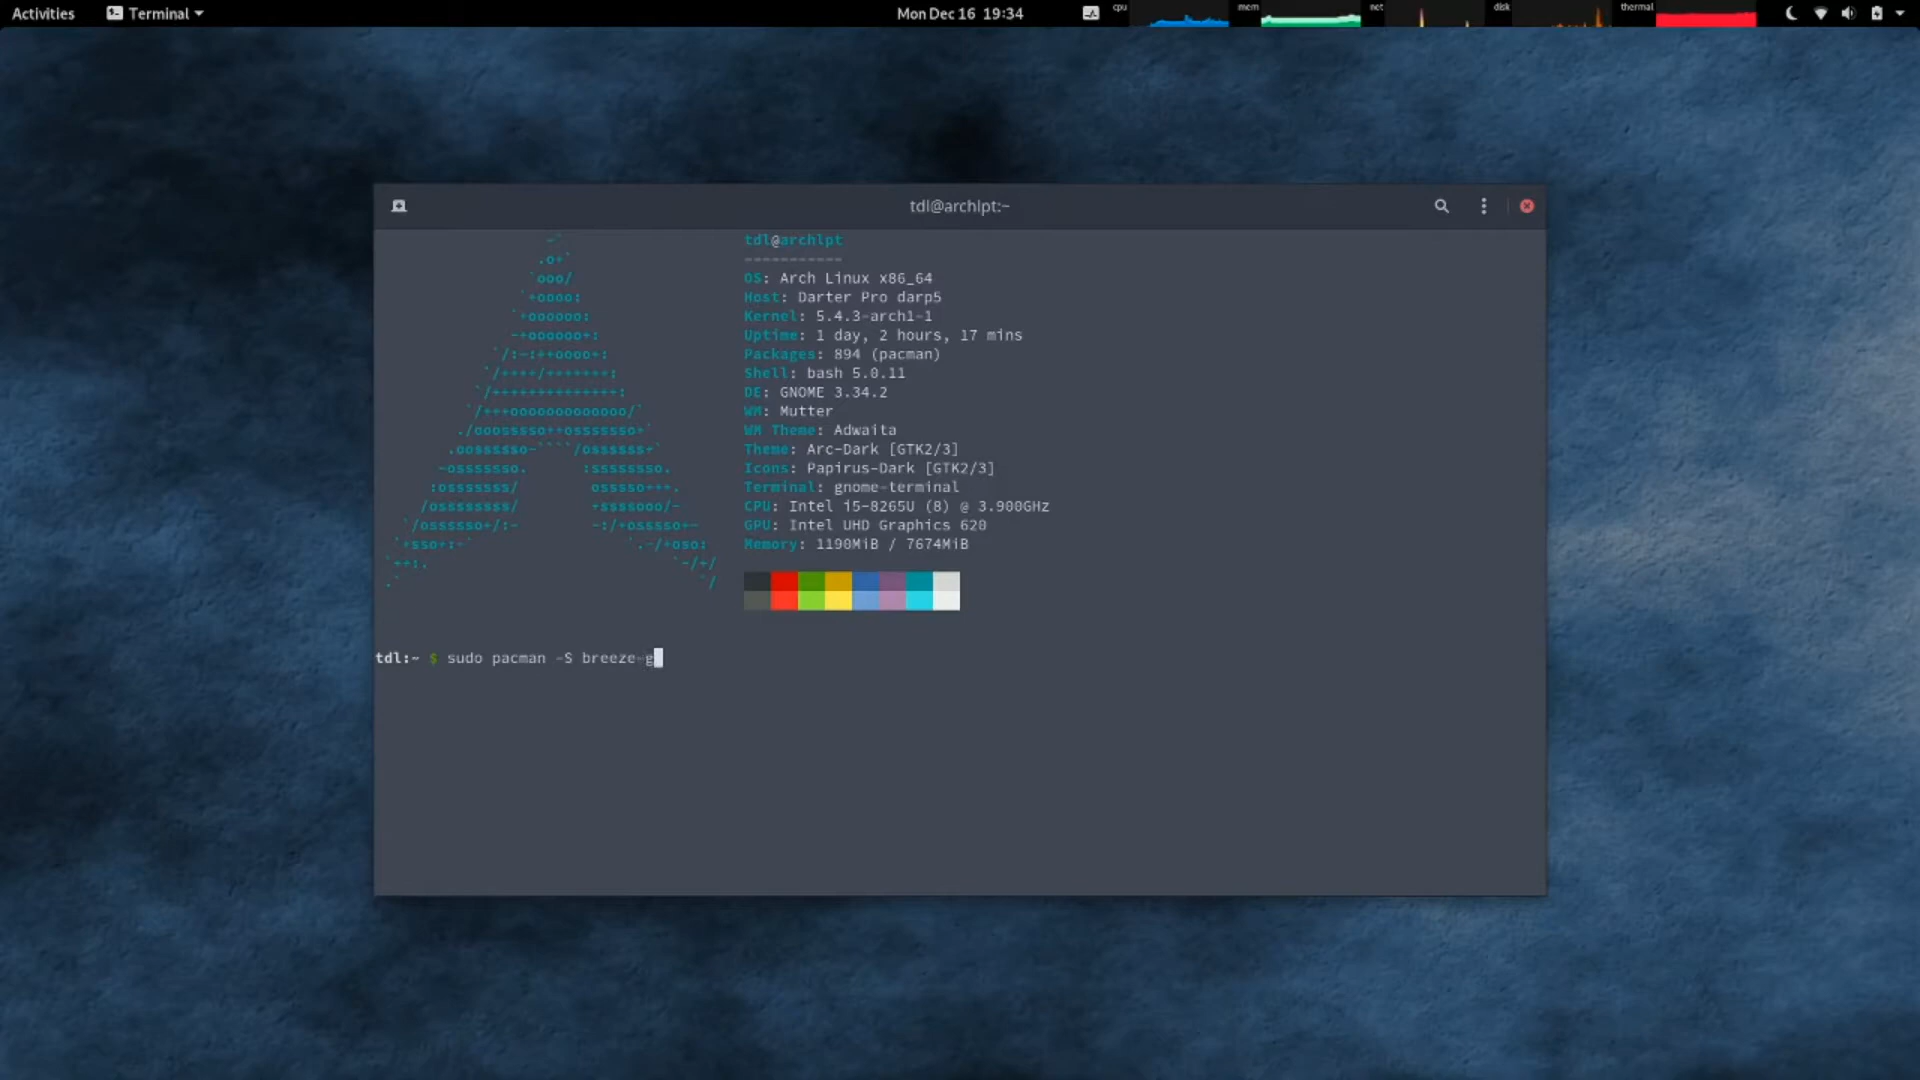 Activities Terminal Mon Dec 16 19:34 cpu mem net disk thermal
tdl@archlpt:~
tdl@archlpt
-----------
OS: Arch Linux x86_64
Host: Darter Pro darp5
Kernel: 5.4.3-arch1-1
Uptime: 1 day, 2 hours, 17 mins
Packages: 894 (pacman)
Shell: bash 5.0.11
DE: GNOME 3.34.2
WM: Mutter
WM Theme: Adwaita
Theme: Arc-Dark [GTK2/3]
Icons: Papirus-Dark [GTK2/3]
Terminal: gnome-terminal
CPU: Intel i5-8265U (8) @ 3.900GHz
GPU: Intel UHD Graphics 620
Memory: 1190MiB / 7674MiB
tdl:~ $ sudo pacman -S breeze-g